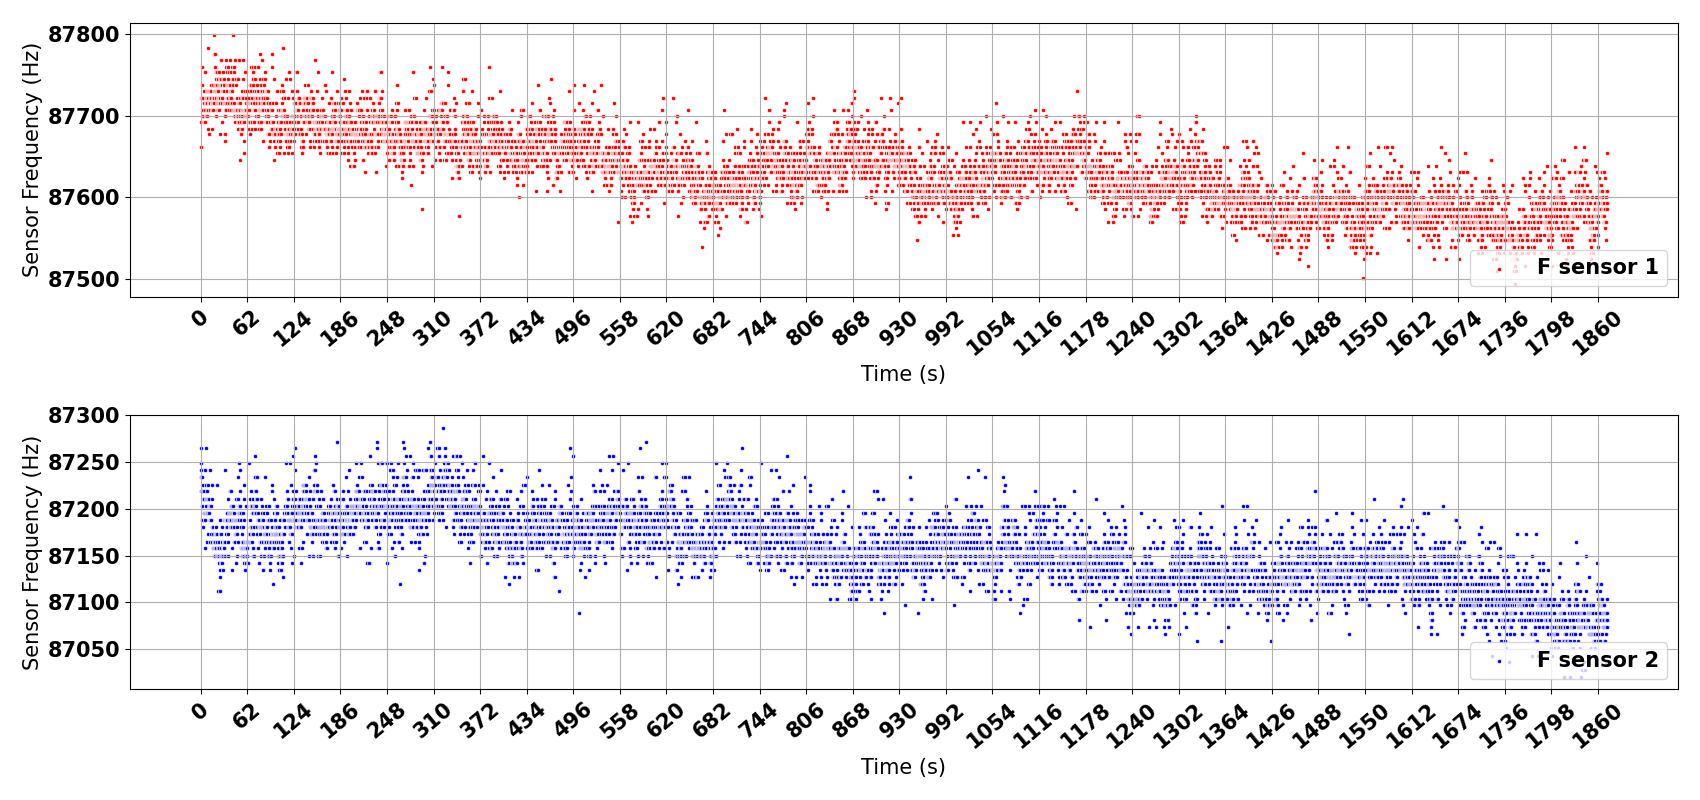 Sensor Frequency (Hz)
87800
87700
87600
87500
F sensor 1
0 62 124 186 248 310 372 434 496 558 620 682 744 806 868 930 992 1054 1116 1178 1240 1302 1364 1426 1488 1550 1612 1674 1736 1798 1860
Time (s)
Sensor Frequency (Hz)
87300
87250
87200
87150
87100
87050
F sensor 2
0 62 124 186 248 310 372 434 496 558 620 682 744 806 868 930 992 1054 1116 1178 1240 1302 1364 1426 1488 1550 1612 1674 1736 1798 1860
Time (s)